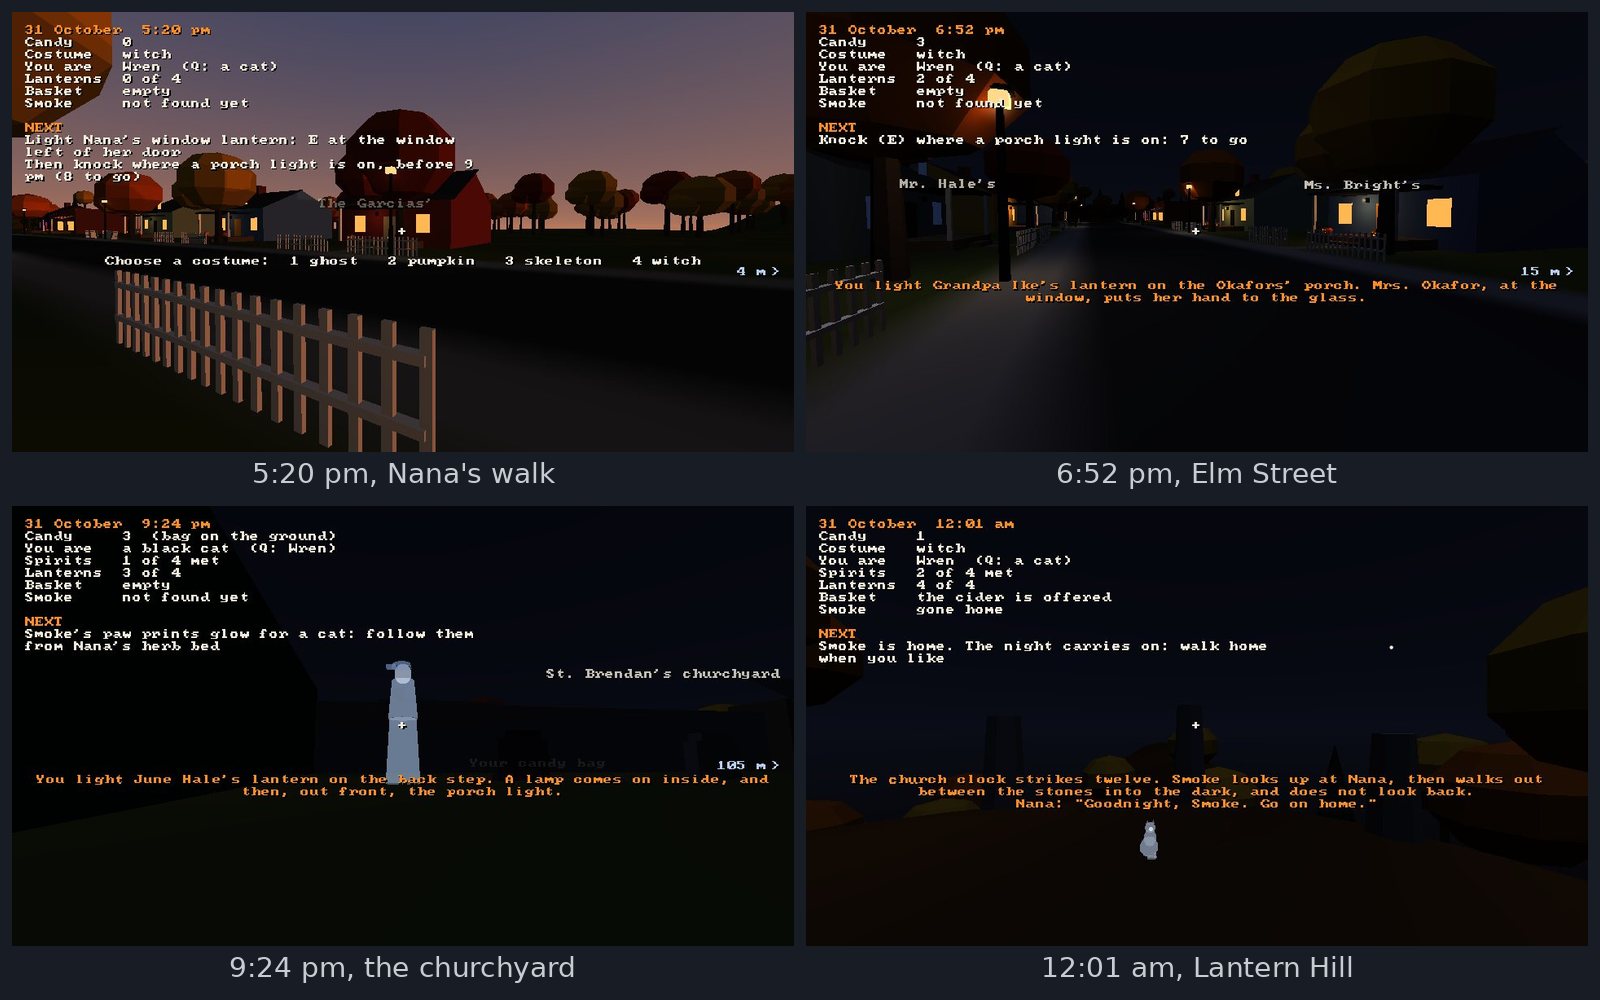 31 October 5:20 pm
Candy 0
Costume witch
You are Wren (Q: a cat)
Lanterns 0 of 4
Basket empty
Smoke not found yet
NEXT
Light Nana's window lantern: E at the window
left of her door
Then knock where a porch light is on, before 9
pm (8 to go)
The Garcias'
Choose a costume: 1 ghost 2 pumpkin 3 skeleton 4 witch
4 m >
5:20 pm, Nana's walk
31 October 6:52 pm
Candy 3
Costume witch
You are Wren (Q: a cat)
Lanterns 2 of 4
Basket empty
Smoke not found yet
NEXT
Knock (E) where a porch light is on: 7 to go
Mr. Hale's
Ms. Bright's
15 m >
You light Grandpa Ike's lantern on the Okafors' porch. Mrs. Okafor, at the
window, puts her hand to the glass.
6:52 pm, Elm Street
31 October 9:24 pm
Candy 3 (bag on the ground)
You are a black cat (Q: Wren)
Spirits 1 of 4 met
Lanterns 3 of 4
Basket empty
Smoke not found yet
NEXT
Smoke's paw prints glow for a cat: follow them
from Nana's herb bed
St. Brendan's churchyard
Your candy bag
105 m >
You light June Hale's lantern on the back step. A lamp comes on inside, and
then, out front, the porch light.
9:24 pm, the churchyard
31 October 12:01 am
Candy 1
Costume witch
You are Wren (Q: a cat)
Spirits 2 of 4 met
Lanterns 4 of 4
Basket the cider is offered
Smoke gone home
NEXT
Smoke is home. The night carries on: walk home
when you like
The church clock strikes twelve. Smoke looks up at Nana, then walks out
between the stones into the dark, and does not look back.
Nana: "Goodnight, Smoke. Go on home."
12:01 am, Lantern Hill